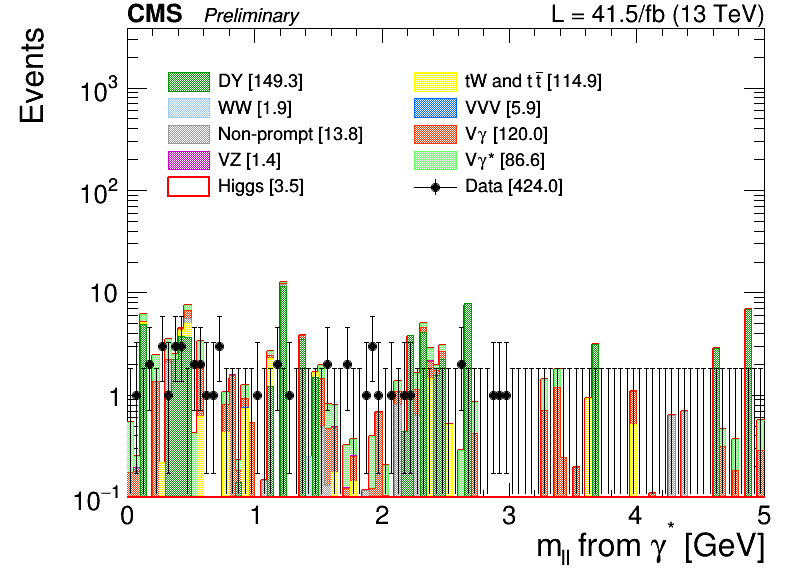 CMS Preliminary L = 41.5/fb (13 TeV)
Events
DY [149.3] tW and t t̄ [114.9]
WW [1.9] VVV [5.9]
Non-prompt [13.8] Vγ [120.0]
VZ [1.4] Vγ* [86.6]
Higgs [3.5] Data [424.0]
10³
10²
10
1
10⁻¹
0 1 2 3 4 5
m_ll from γ* [GeV]